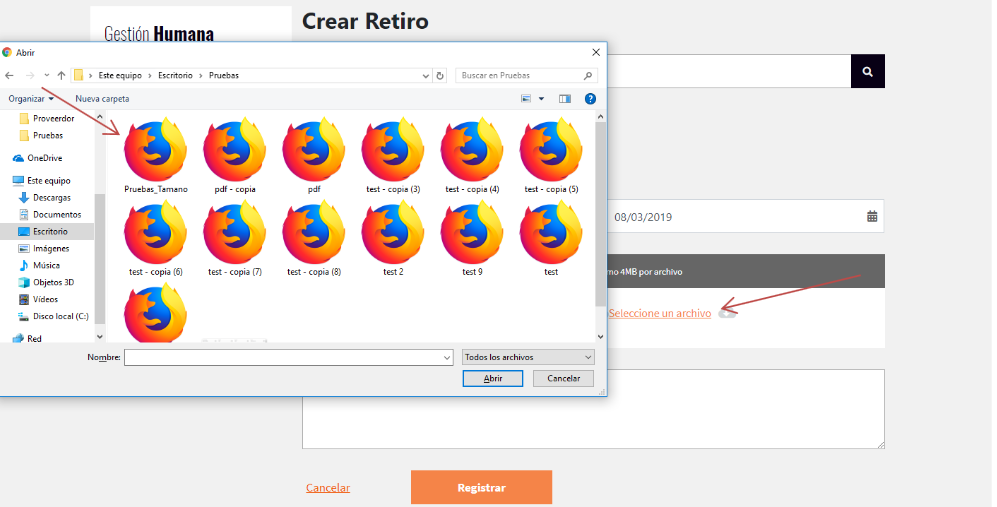 Crear Retiro
Gestión Humana
Abrir
Este equipo > Escritorio > Pruebas
Buscar en Pruebas
Organizar
Nueva carpeta
Proveedor
Pruebas
OneDrive
Este equipo
Descargas
Documentos
Escritorio
Imágenes
Música
Objetos 3D
Vídeos
Disco local (C:)
Red
Pruebas_Tamano
pdf - copia
pdf
test - copia (3)
test - copia (4)
test - copia (5)
test - copia (6)
test - copia (7)
test - copia (8)
test 2
test 9
test
Nombre:
Todos los archivos
Abrir
Cancelar
08/03/2019
mo 4MB por archivo
Seleccione un archivo
Cancelar
Registrar